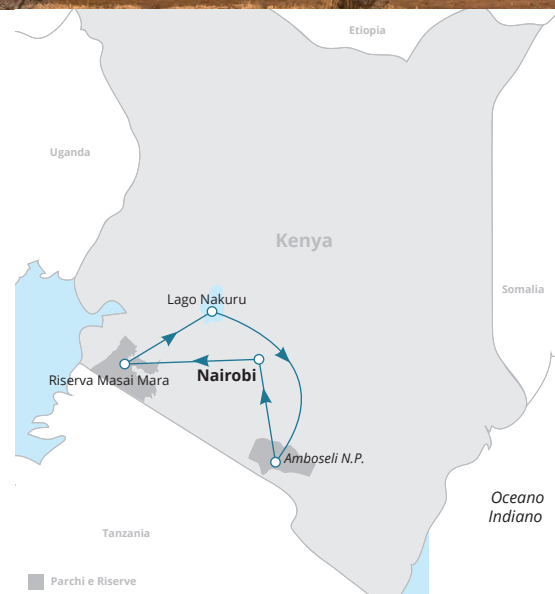 Etiopia
Uganda
Kenya
Somalia
Lago Nakuru
Riserva Masai Mara
Nairobi
Amboseli N.P.
Oceano
Indiano
Tanzania
Parchi e Riserve